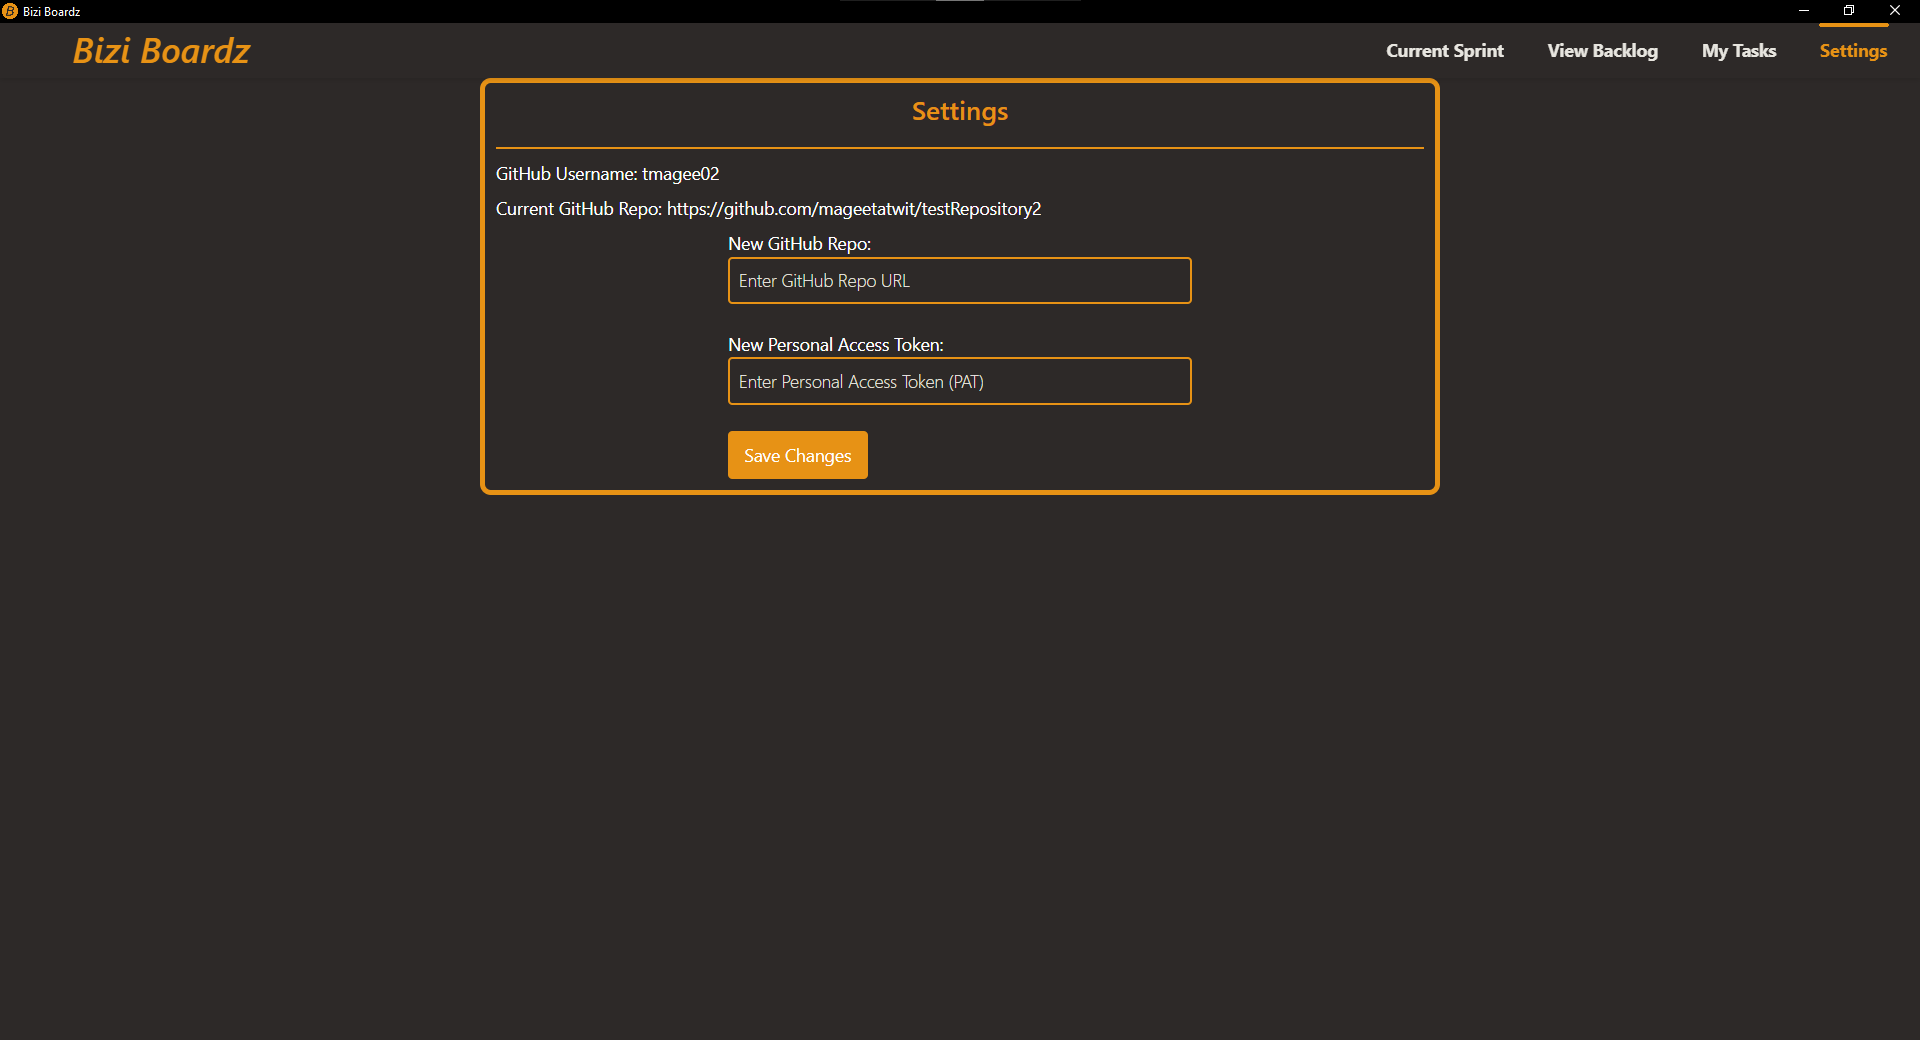 Bizi Boardz
Bizi Boardz
Current Sprint View Backlog My Tasks Settings
Settings
GitHub Username: tmagee02
Current GitHub Repo: https://github.com/mageetatwit/testRepository2
New GitHub Repo:
Enter GitHub Repo URL
New Personal Access Token:
Enter Personal Access Token (PAT)
Save Changes